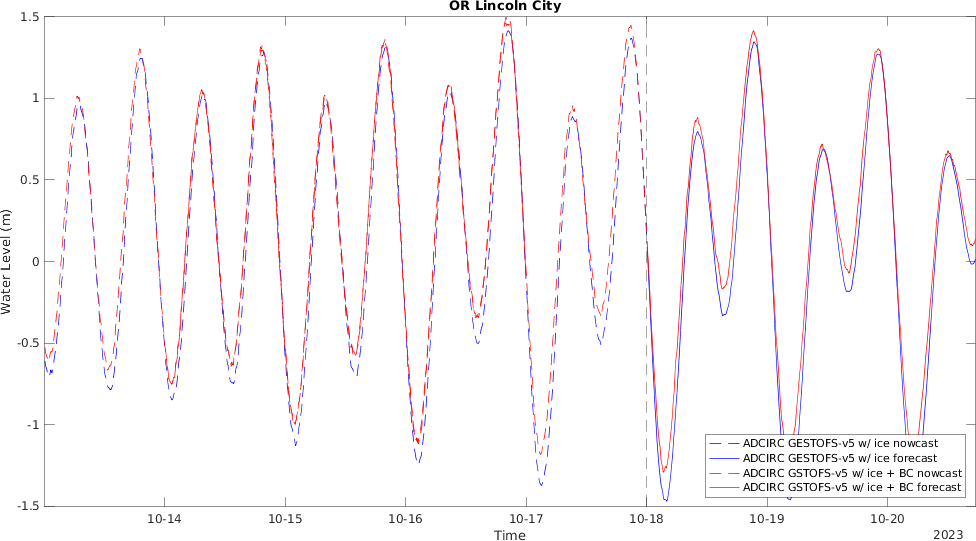 OR Lincoln City
1.5
1
0.5
0
-0.5
-1
-1.5
Water Level (m)
10-14
10-15
10-16
10-17
10-18
10-19
10-20
Time
2023
ADCIRC GESTOFS-v5 w/ ice nowcast
ADCIRC GESTOFS-v5 w/ ice forecast
ADCIRC GSTOFS-v5 w/ ice + BC nowcast
ADCIRC GSTOFS-v5 w/ ice + BC forecast